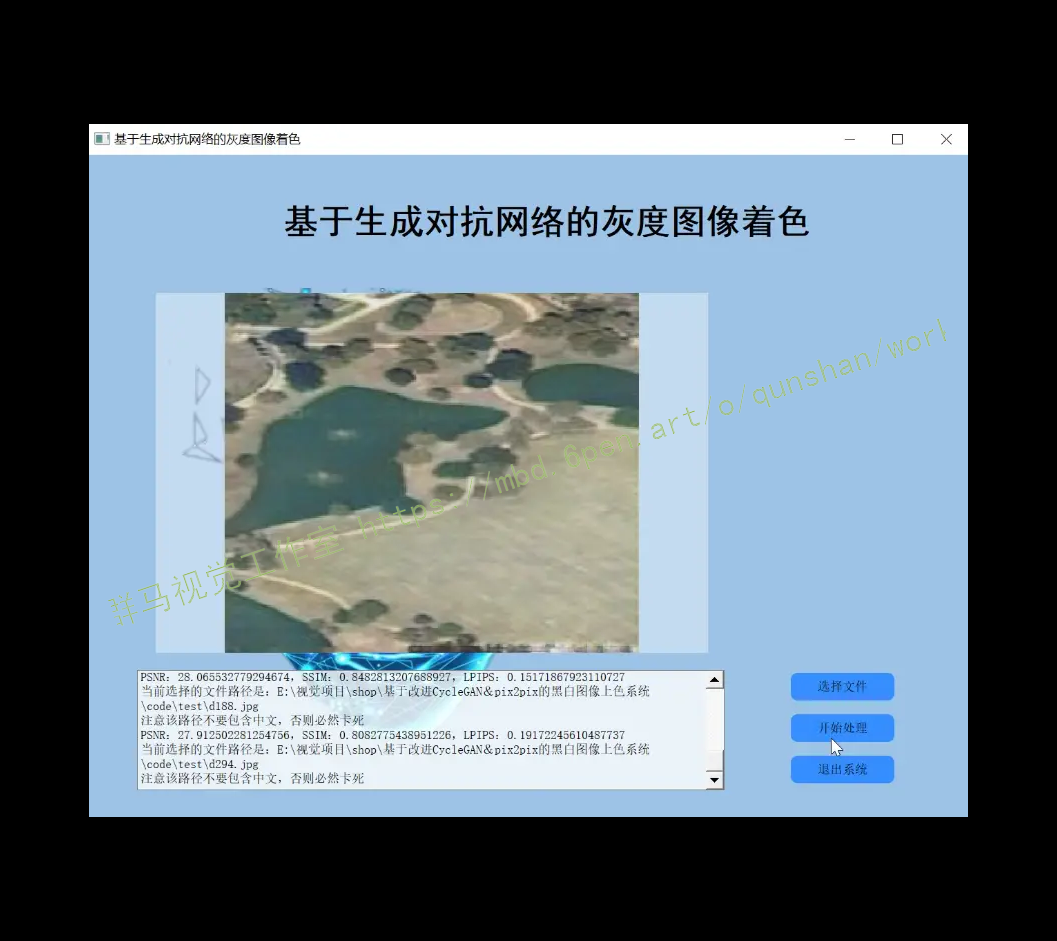 基于生成对抗网络的灰度图像着色
基于生成对抗网络的灰度图像着色
群马视觉工作室 https://mbd. art/o/qunshan/worl
PSNR: 28.065532779294674, SSIM: 0.8482813207688927, LPIPS: 0.15171867923110727
当前选择的文件路径是: E:\视觉项目\shop\基于改进CycleGAN&pix2pix的黑白图像上色系统
\code\test\d188.jpg
注意该路径不要包含中文, 否则必然卡死
PSNR: 27.912502281254756, SSIM: 0.8082775438951226, LPIPS: 0.19172245610487737
当前选择的文件路径是: E:\视觉项目\shop\基于改进CycleGAN&pix2pix的黑白图像上色系统
\code\test\d294.jpg
注意该路径不要包含中文, 否则必然卡死
选择文件
开始处理
退出系统